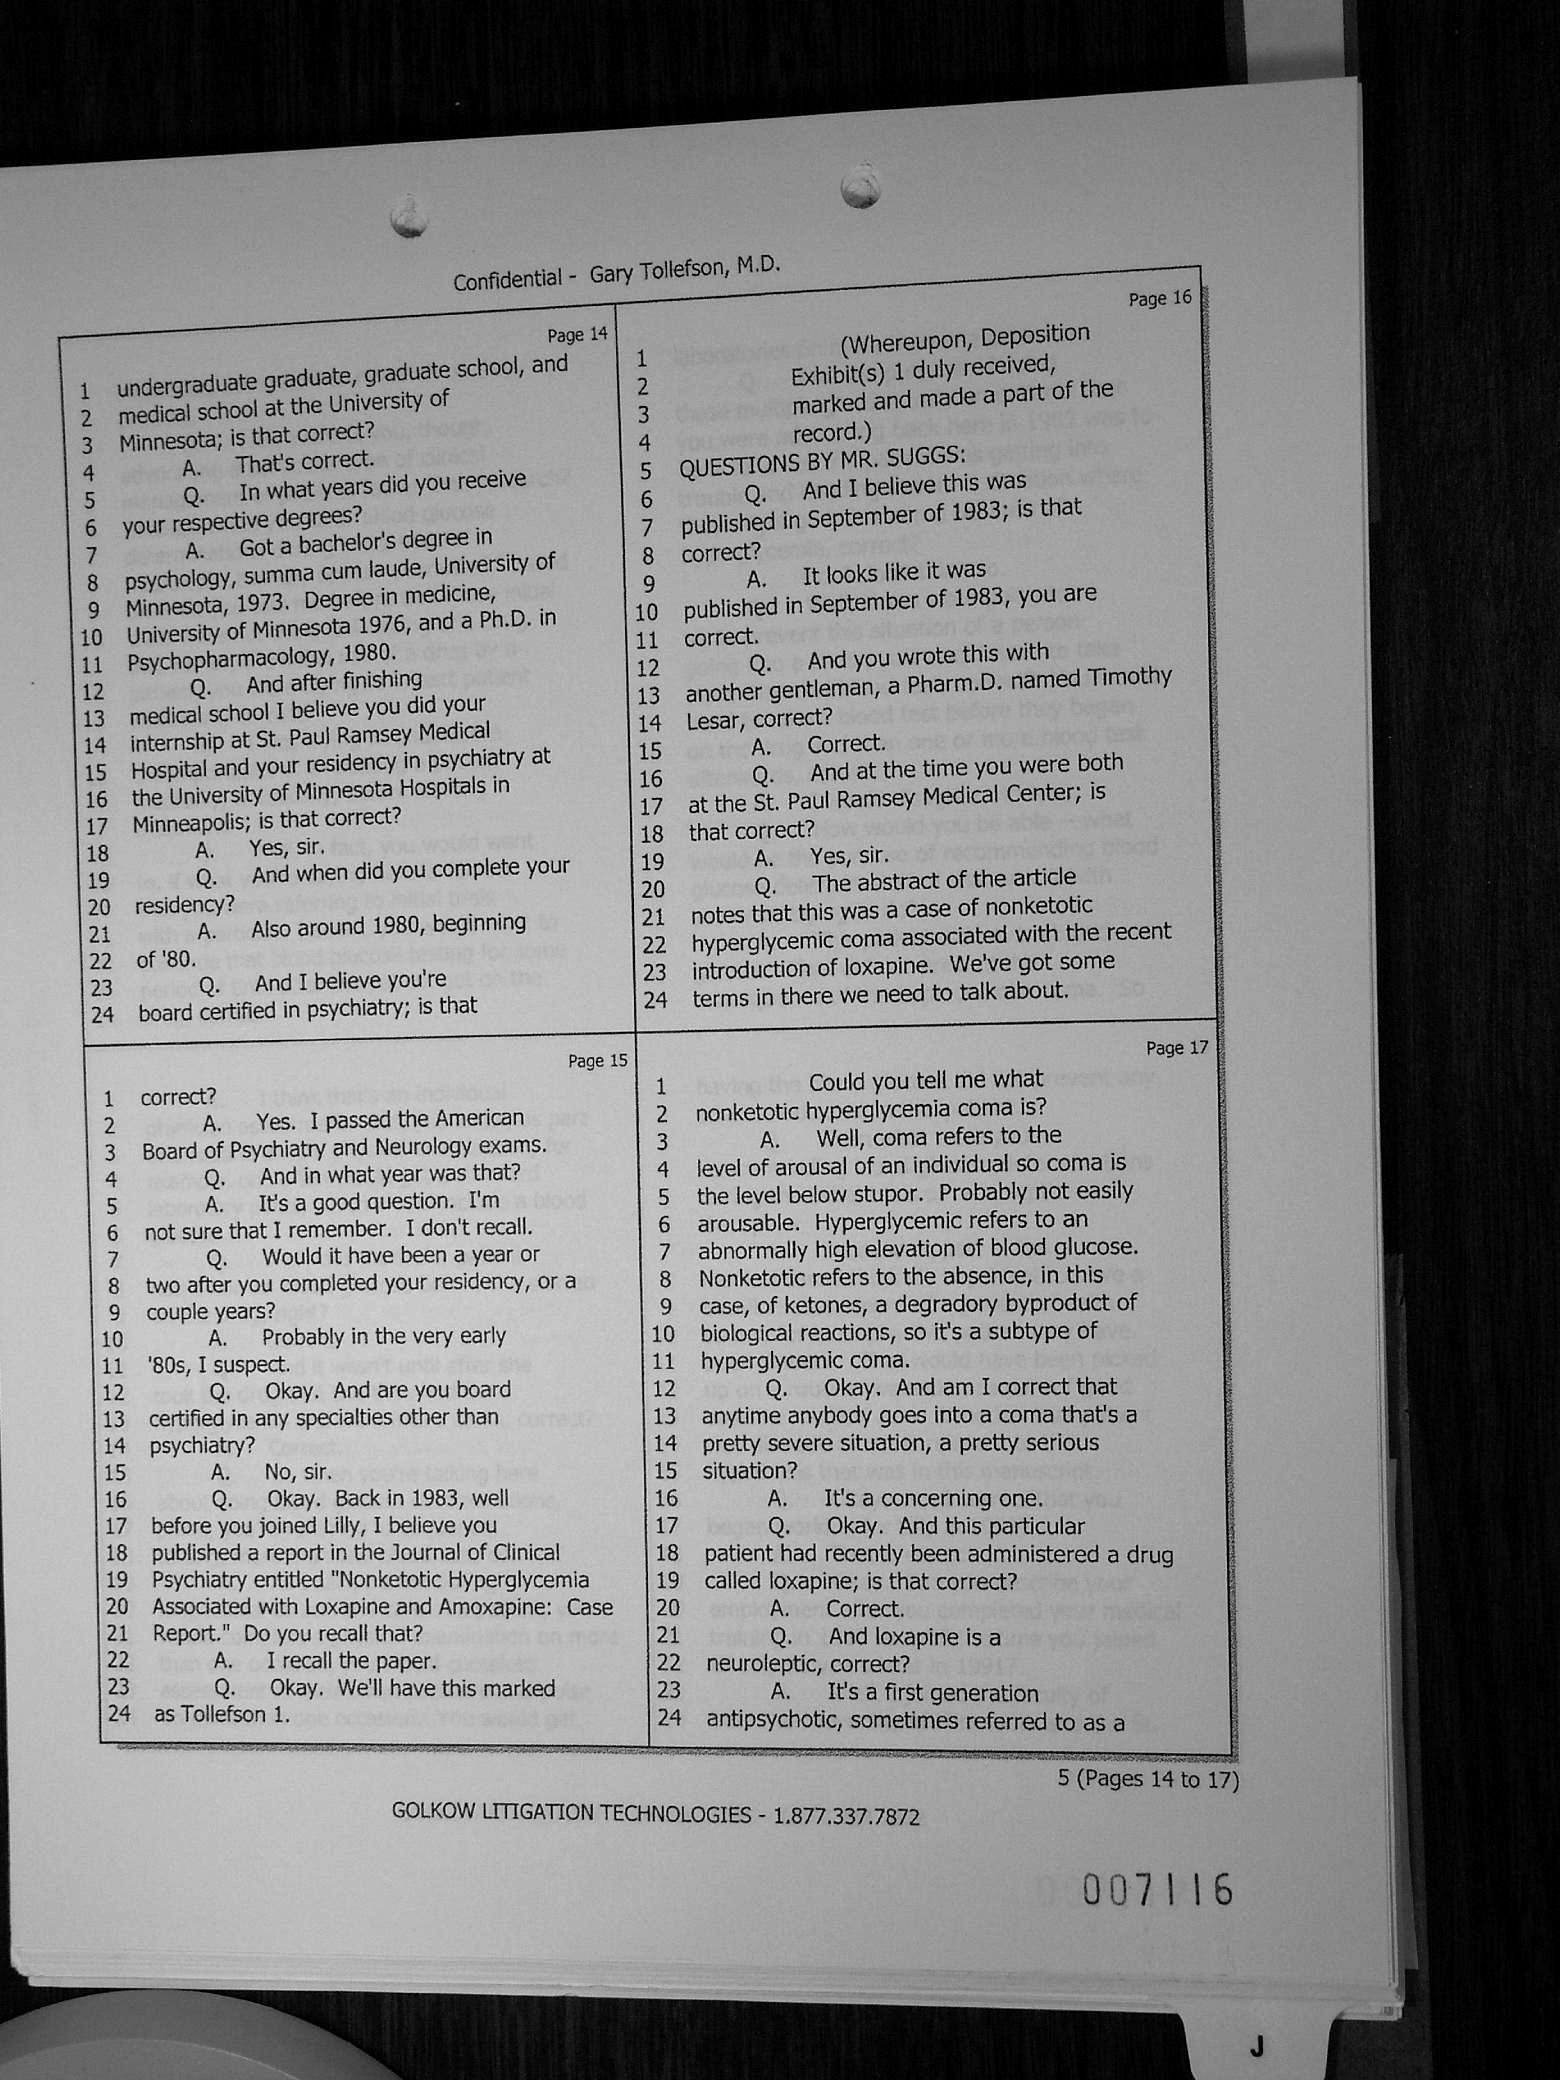 Confidential - Gary Tollefson, M.D.
Page 14
1 undergraduate graduate, graduate school, and
2 medical school at the University of
3 Minnesota; is that correct?
4 A. That's correct.
5 Q. In what years did you receive
6 your respective degrees?
7 A. Got a bachelor's degree in
8 psychology, summa cum laude, University of
9 Minnesota, 1973. Degree in medicine,
10 University of Minnesota 1976, and a Ph.D. in
11 Psychopharmacology, 1980.
12 Q. And after finishing
13 medical school I believe you did your
14 internship at St. Paul Ramsey Medical
15 Hospital and your residency in psychiatry at
16 the University of Minnesota Hospitals in
17 Minneapolis; is that correct?
18 A. Yes, sir.
19 Q. And when did you complete your
20 residency?
21 A. Also around 1980, beginning
22 of '80.
23 Q. And I believe you're
24 board certified in psychiatry; is that
Page 15
1 correct?
2 A. Yes. I passed the American
3 Board of Psychiatry and Neurology exams.
4 Q. And in what year was that?
5 A. It's a good question. I'm
6 not sure that I remember. I don't recall.
7 Q. Would it have been a year or
8 two after you completed your residency, or a
9 couple years?
10 A. Probably in the very early
11 '80s, I suspect.
12 Q. Okay. And are you board
13 certified in any specialties other than
14 psychiatry?
15 A. No, sir.
16 Q. Okay. Back in 1983, well
17 before you joined Lilly, I believe you
18 published a report in the Journal of Clinical
19 Psychiatry entitled "Nonketotic Hyperglycemia
20 Associated with Loxapine and Amoxapine: Case
21 Report." Do you recall that?
22 A. I recall the paper.
23 Q. Okay. We'll have this marked
24 as Tollefson 1.
Page 16
1 (Whereupon, Deposition
2 Exhibit(s) 1 duly received,
3 marked and made a part of the
4 record.)
5 QUESTIONS BY MR. SUGGS:
6 Q. And I believe this was
7 published in September of 1983; is that
8 correct?
9 A. It looks like it was
10 published in September of 1983, you are
11 correct.
12 Q. And you wrote this with
13 another gentleman, a Pharm.D. named Timothy
14 Lesar, correct?
15 A. Correct.
16 Q. And at the time you were both
17 at the St. Paul Ramsey Medical Center; is
18 that correct?
19 A. Yes, sir.
20 Q. The abstract of the article
21 notes that this was a case of nonketotic
22 hyperglycemic coma associated with the recent
23 introduction of loxapine. We've got some
24 terms in there we need to talk about.
Page 17
1 Could you tell me what
2 nonketotic hyperglycemia coma is?
3 A. Well, coma refers to the
4 level of arousal of an individual so coma is
5 the level below stupor. Probably not easily
6 arousable. Hyperglycemic refers to an
7 abnormally high elevation of blood glucose.
8 Nonketotic refers to the absence, in this
9 case, of ketones, a degradory byproduct of
10 biological reactions, so it's a subtype of
11 hyperglycemic coma.
12 Q. Okay. And am I correct that
13 anytime anybody goes into a coma that's a
14 pretty severe situation, a pretty serious
15 situation?
16 A. It's a concerning one.
17 Q. Okay. And this particular
18 patient had recently been administered a drug
19 called loxapine; is that correct?
20 A. Correct.
21 Q. And loxapine is a
22 neuroleptic, correct?
23 A. It's a first generation
24 antipsychotic, sometimes referred to as a
5 (Pages 14 to 17)
GOLKOW LITIGATION TECHNOLOGIES - 1.877.337.7872
007116
J